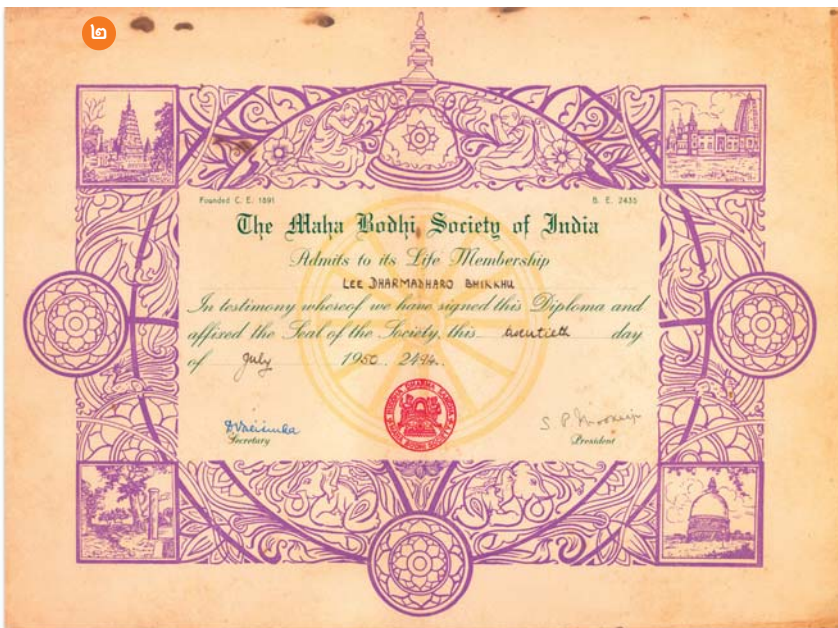 ๒
Founded C. E. 1891 B. E. 2435
The Maha Bodhi Society of India
Admits to its Life Membership
LEE DHARMADHARO BHIKKHU
In testimony whereof we have signed this Diploma and
affixed the Seal of the Society, this twentieth day
of July 1950. 2494.
Secretary President